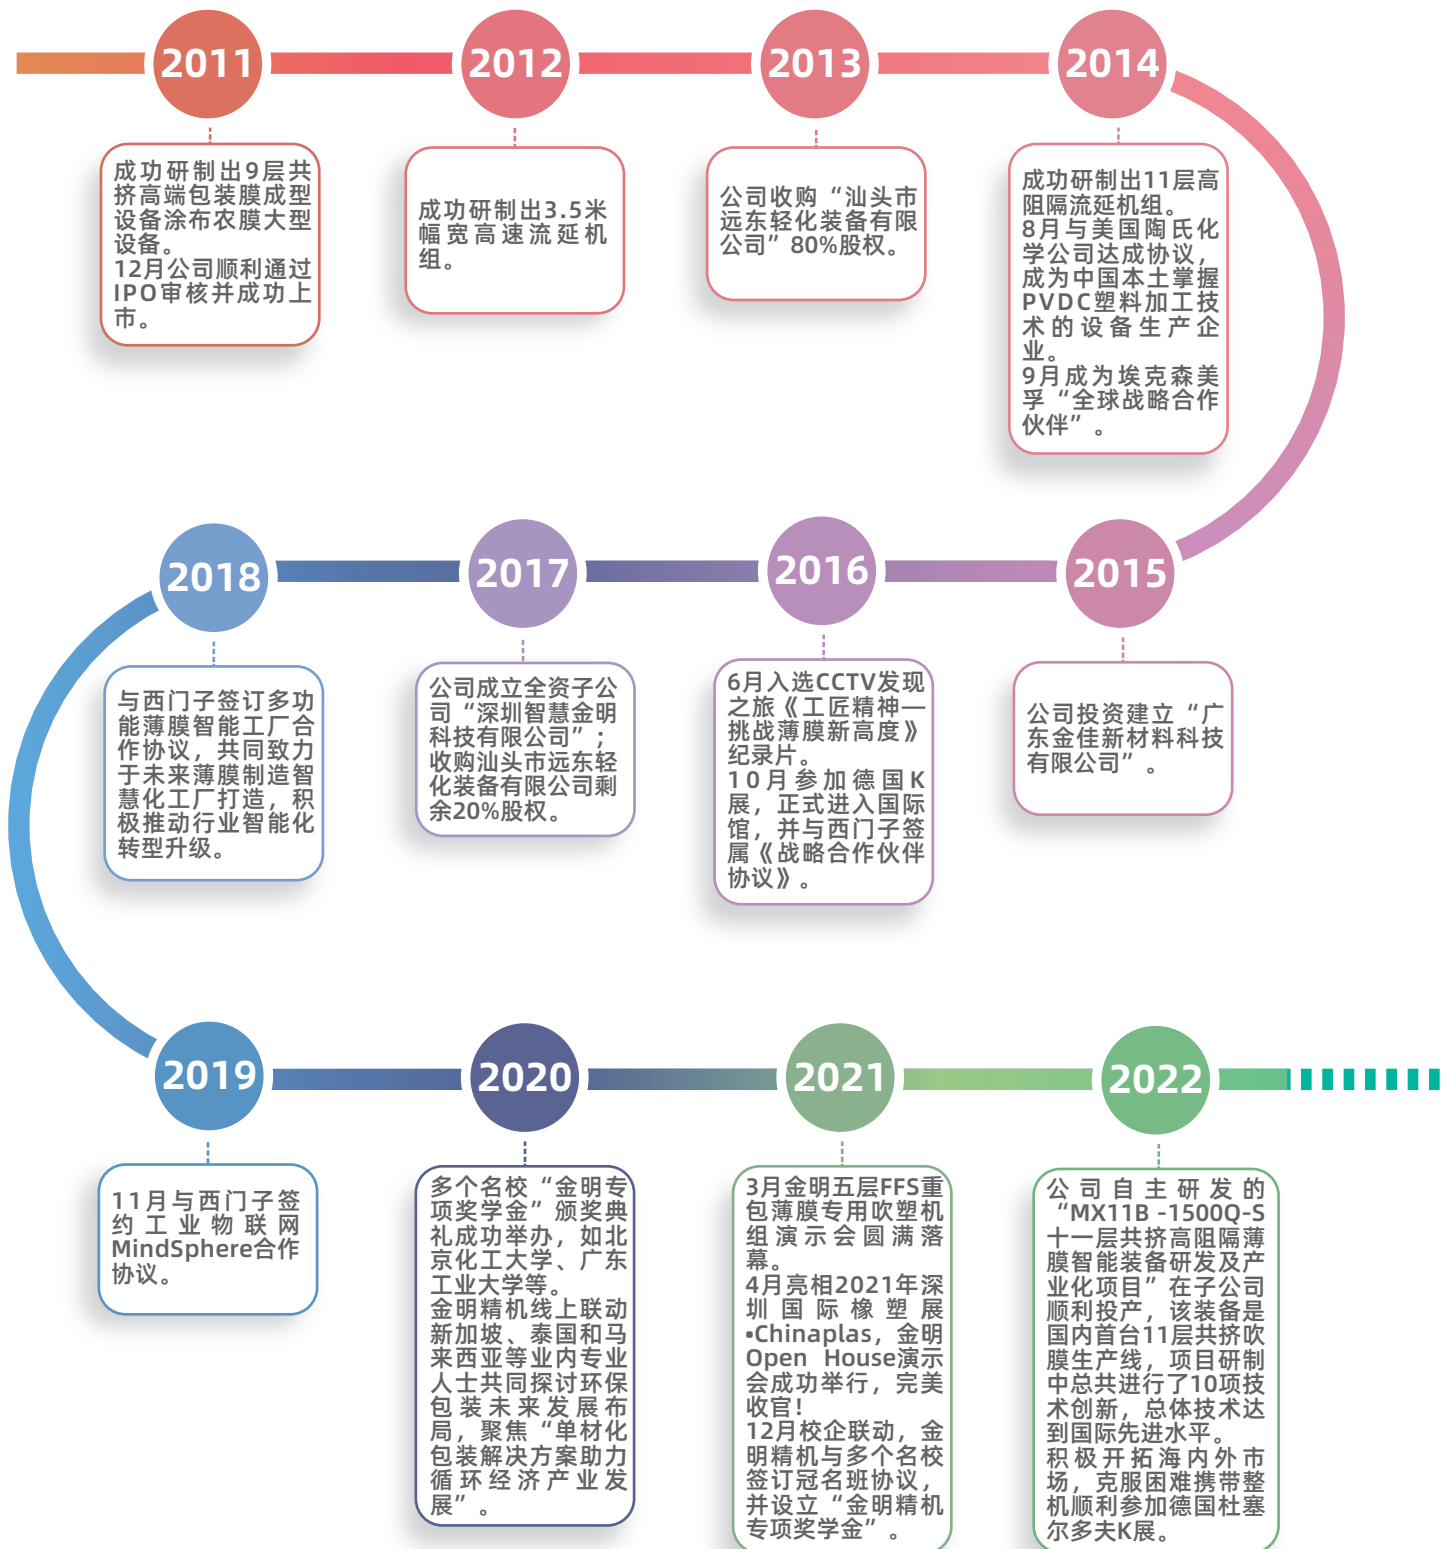 2011
成功研制出9层共
挤高端包装膜成型
设备涂布农膜大型
设备。
12月公司顺利通过
IPO审核并成功上
市。
2012
成功研制出3.5米
幅宽高速流延机
组。
2013
公司收购“汕头市
远东轻化装备有限
公司”80%股权。
2014
成功研制出11层高
阻隔流延机组。
8月与美国陶氏化
学公司达成协议，
成为中国本土掌握
PVDC塑料加工技
术的设备生产企
业。
9月成为埃克森美
孚“全球战略合作
伙伴”。
2015
公司投资建立“广
东金佳新材料科技
有限公司”。
2016
6月入选CCTV发现
之旅《工匠精神—
挑战薄膜新高度》
纪录片。
10月参加德国K
展，正式进入国际
馆，并与西门子签
属《战略合作伙伴
协议》。
2017
公司成立全资子公
司“深圳智慧金明
科技有限公司”；
收购汕头市远东轻
化装备有限公司剩
余20%股权。
2018
与西门子签订多功
能薄膜智能工厂合
作协议，共同致力
于未来薄膜制造智
慧化工厂打造，积
极推动行业智能化
转型升级。
2019
11月与西门子签
约工业物联网
MindSphere合作
协议。
2020
多个名校“金明专
项奖学金”颁奖典
礼成功举办，如北
京化工大学、广东
工业大学等。
金明精机线上联动
新加坡、泰国和马
来西亚等业内专业
人士共同探讨环保
包装未来发展布
局，聚焦“单材化
包装解决方案助力
循环经济产业发
展”。
2021
3月金明五层FFS重
包薄膜专用吹塑机
组演示会圆满落
幕。
4月亮相2021年深
圳国际橡塑展
•Chinaplas，金明
Open House演示
会成功举行，完美
收官！
12月校企联动，金
明精机与多个名校
签订冠名班协议，
并设立“金明精机
专项奖学金”。
2022
公司自主研发的
“MX11B -1500Q-S
十一层共挤高阻隔薄
膜智能装备研发及产
业化项目”在子公司
顺利投产，该装备是
国内首台11层共挤吹
膜生产线，项目研制
中总共进行了10项技
术创新，总体技术达
到国际先进水平。
积极开拓海内外市
场，克服困难携带整
机顺利参加德国杜塞
尔多夫K展。